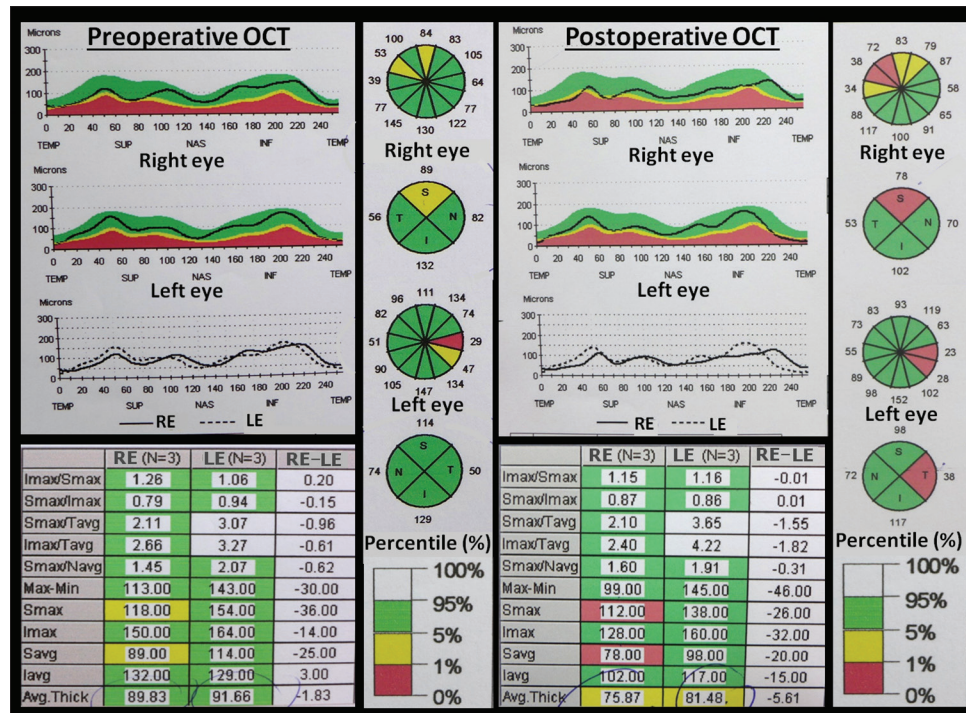 Preoperative OCT
Microns
300
200
100
0
0 20 40 60 80 100 120 140 160 180 200 220 240
TEMP SUP NAS INF TEMP
Right eye
Microns
300
200
100
0
0 20 40 60 80 100 120 140 160 180 200 220 240
TEMP SUP NAS INF TEMP
Left eye
Microns
300
200
100
0
0 20 40 60 80 100 120 140 160 180 200 220 240
TEMP SUP NAS INF TEMP
RE LE
RE (N=3) LE (N=3) RE-LE
Imax/Smax 1.26 1.06 0.20
Smax/Imax 0.79 0.94 -0.15
Smax/Tavg 2.11 3.07 -0.96
Imax/Tavg 2.66 3.27 -0.61
Smax/Navg 1.45 2.07 -0.62
Max-Min 113.00 143.00 -30.00
Smax 118.00 154.00 -36.00
Imax 150.00 164.00 -14.00
Savg 89.00 114.00 -25.00
Iavg 132.00 129.00 3.00
Avg.Thick 89.83 91.66 -1.83
84
100 83
53 105
39 64
77 77
145 122
130
Right eye
89
S
56 T N 82
I
132
111
96 134
82 74
51 29
90 47
105 134
147
Left eye
114
S
74 N T 50
I
129
Percentile (%)
100%
95%
5%
1%
0%
Postoperative OCT
Microns
300
200
100
0
0 20 40 60 80 100 120 140 160 180 200 220 240
TEMP SUP NAS INF TEMP
Right eye
Microns
300
200
100
0
0 20 40 60 80 100 120 140 160 180 200 220 240
TEMP SUP NAS INF TEMP
Left eye
Microns
300
200
100
0
0 20 40 60 80 100 120 140 160 180 200 220 240
TEMP SUP NAS INF TEMP
RE LE
RE (N=3) LE (N=3) RE-LE
Imax/Smax 1.15 1.16 -0.01
Smax/Imax 0.87 0.86 0.01
Smax/Tavg 2.10 3.65 -1.55
Imax/Tavg 2.40 4.22 -1.82
Smax/Navg 1.60 1.91 -0.31
Max-Min 99.00 145.00 -46.00
Smax 112.00 138.00 -26.00
Imax 128.00 160.00 -32.00
Savg 78.00 98.00 -20.00
Iavg 102.00 117.00 -15.00
Avg.Thick 75.87 81.48 -5.61
83
72 79
38 87
34 58
88 65
117 91
100
Right eye
78
S
53 T N 70
I
102
93
83 119
73 63
55 23
89 28
98 102
152
Left eye
98
S
72 N T 38
I
117
Percentile (%)
100%
95%
5%
1%
0%